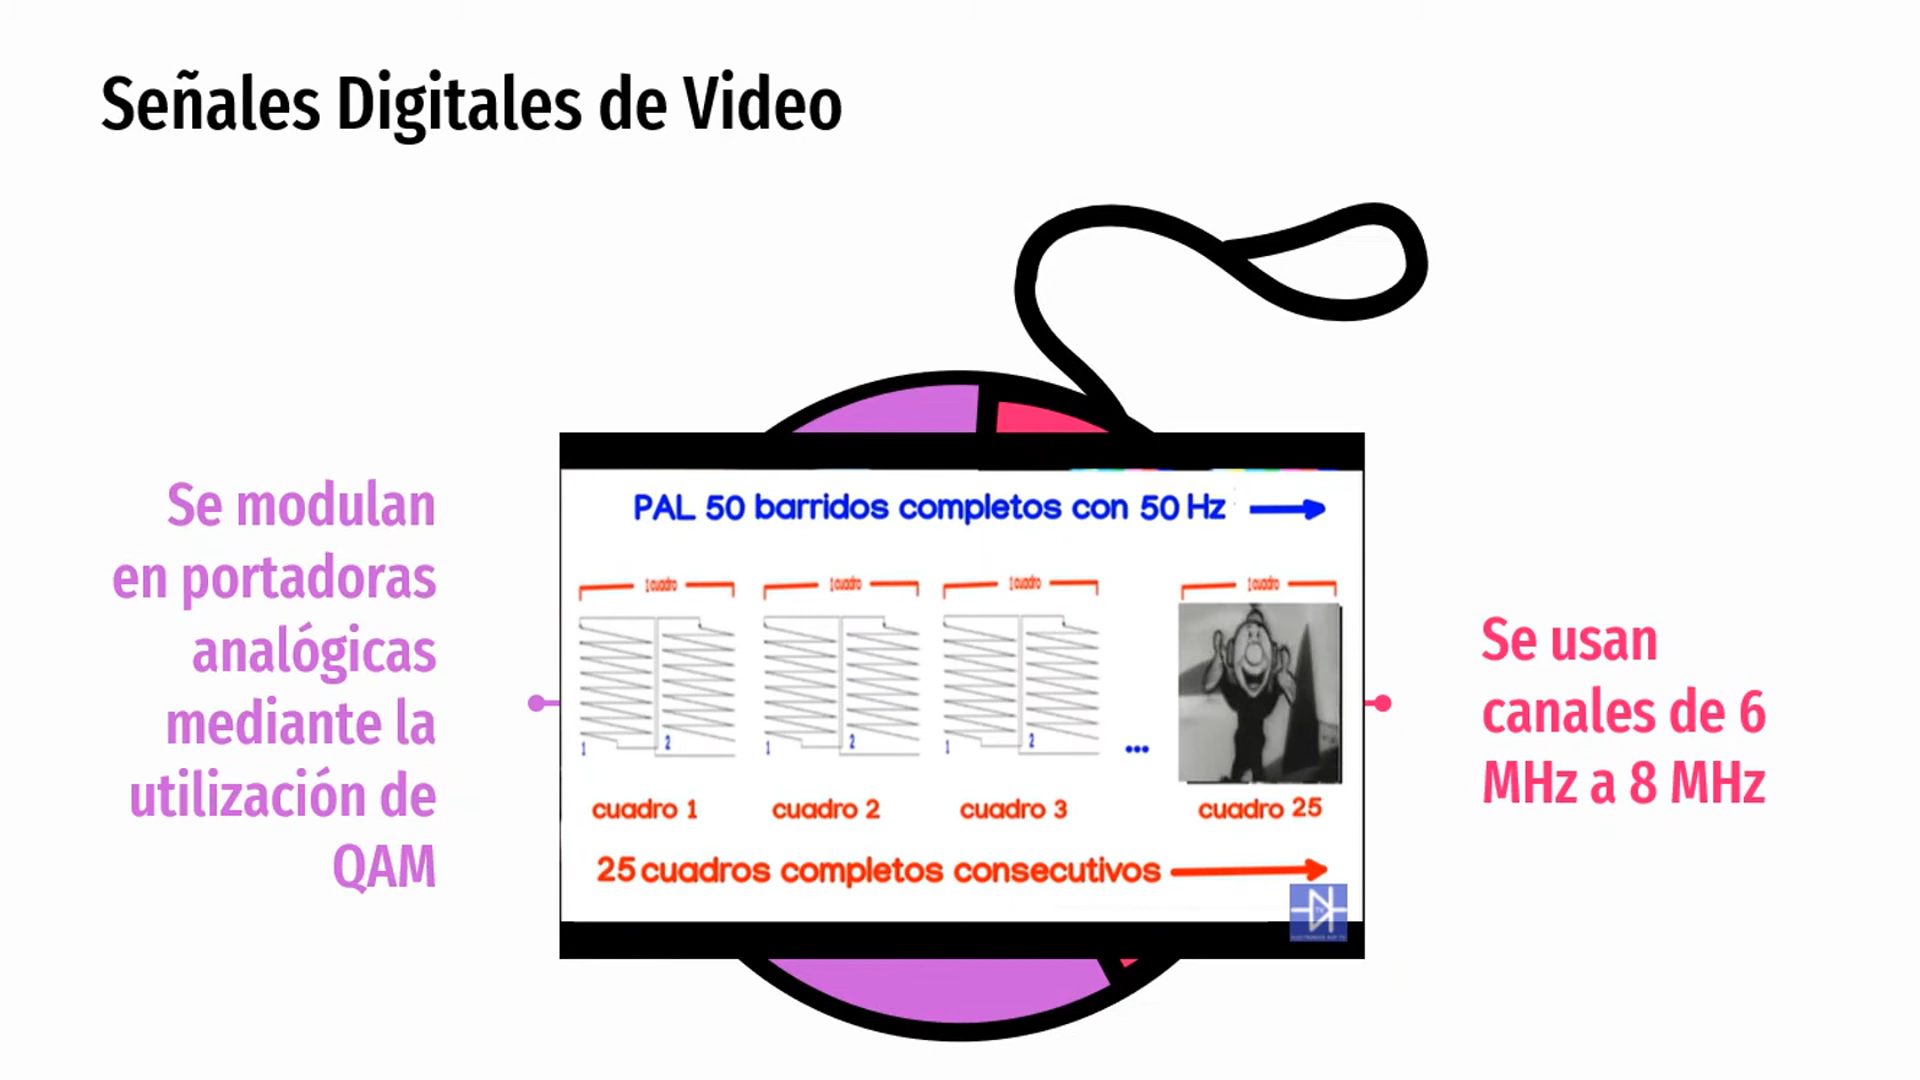 Señales Digitales de Video
Se modulan
en portadoras
analógicas
mediante la
utilización de
QAM
PAL 50 barridos completos con 50 Hz
1 cuadro 1 cuadro 1 cuadro 1 cuadro
1 2 1 2 1 2 ...
cuadro 1 cuadro 2 cuadro 3 cuadro 25
25 cuadros completos consecutivos
Se usan
canales de 6
MHz a 8 MHz